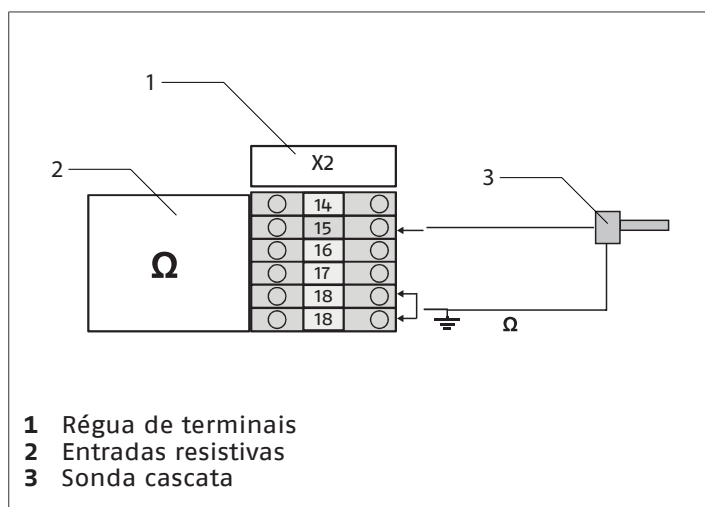 1
X2
2
3
14
15
16
17
18
18
Ω
Ω
1 Régua de terminais
2 Entradas resistivas
3 Sonda cascata